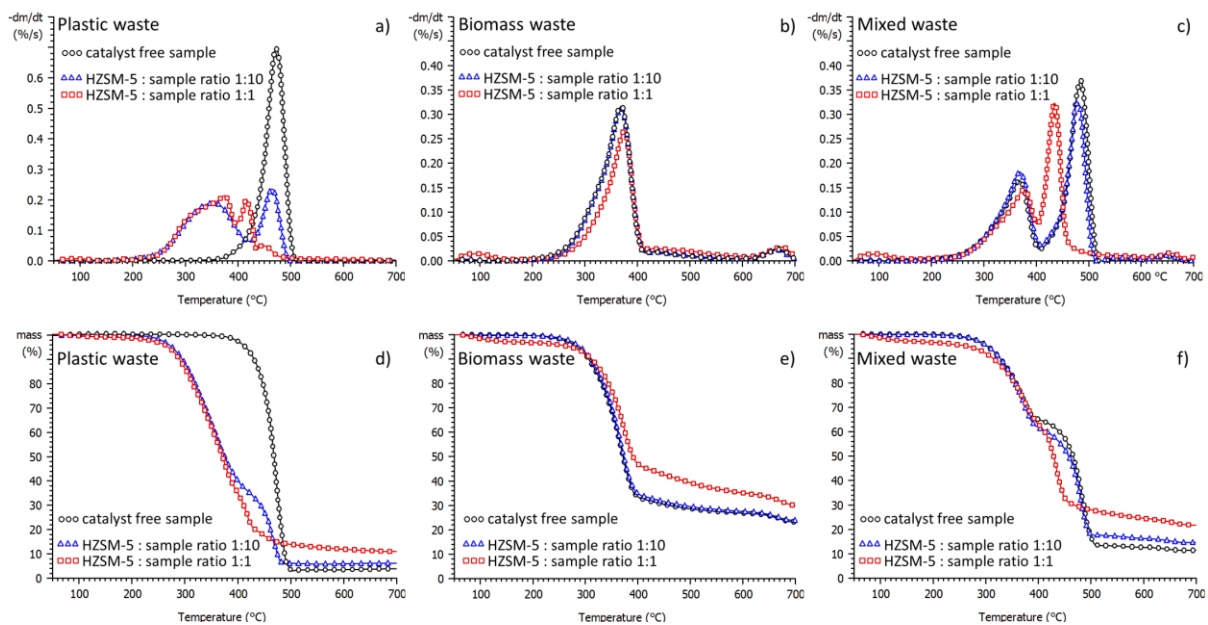 -dm/dt
(%/s)
Plastic waste
a)
catalyst free sample
HZSM-5 : sample ratio 1:10
HZSM-5 : sample ratio 1:1
0.6
0.5
0.4
0.3
0.2
0.1
0
100 200 300 400 500 600 700
Temperature (°C)
-dm/dt
(%/s)
Biomass waste
b)
catalyst free sample
HZSM-5 : sample ratio 1:10
HZSM-5 : sample ratio 1:1
0.35
0.30
0.25
0.20
0.15
0.10
0.05
0.00
100 200 300 400 500 600 700
Temperature (°C)
-dm/dt
(%/s)
Mixed waste
c)
catalyst free sample
HZSM-5 : sample ratio 1:10
HZSM-5 : sample ratio 1:1
0.35
0.30
0.25
0.20
0.15
0.10
0.05
0.00
100 200 300 400 500 600 °C 700
Temperature (°C)
mass
(%)
Plastic waste
d)
90
80
70
60
50
40
30
20
10
0
catalyst free sample
HZSM-5 : sample ratio 1:10
HZSM-5 : sample ratio 1:1
100 200 300 400 500 600 700
Temperature (°C)
mass
(%)
Biomass waste
e)
90
80
70
60
50
40
30
20
10
0
catalyst free sample
HZSM-5 : sample ratio 1:10
HZSM-5 : sample ratio 1:1
100 200 300 400 500 600 700
Temperature (°C)
mass
(%)
Mixed waste
f)
90
80
70
60
50
40
30
20
10
0
catalyst free sample
HZSM-5 : sample ratio 1:10
HZSM-5 : sample ratio 1:1
100 200 300 400 500 600 700
Temperature (°C)